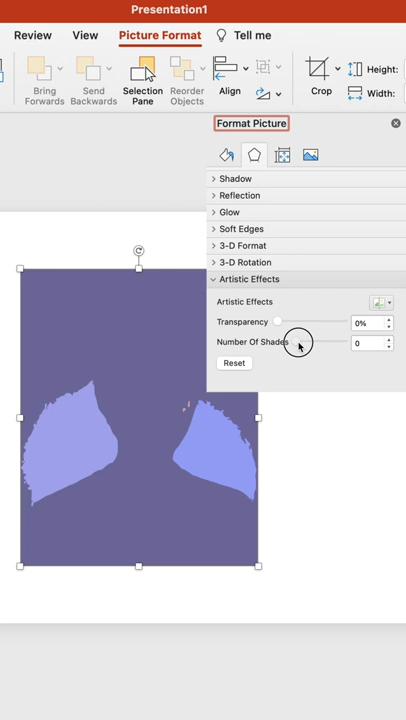 Presentation1
Review View Picture Format Tell me
Bring Forwards
Send Backwards
Selection Pane
Reorder Objects
Align
Crop
Height:
Width:
Format Picture
Shadow
Reflection
Glow
Soft Edges
3-D Format
3-D Rotation
Artistic Effects
Artistic Effects
Transparency 0%
Number Of Shades 0
Reset